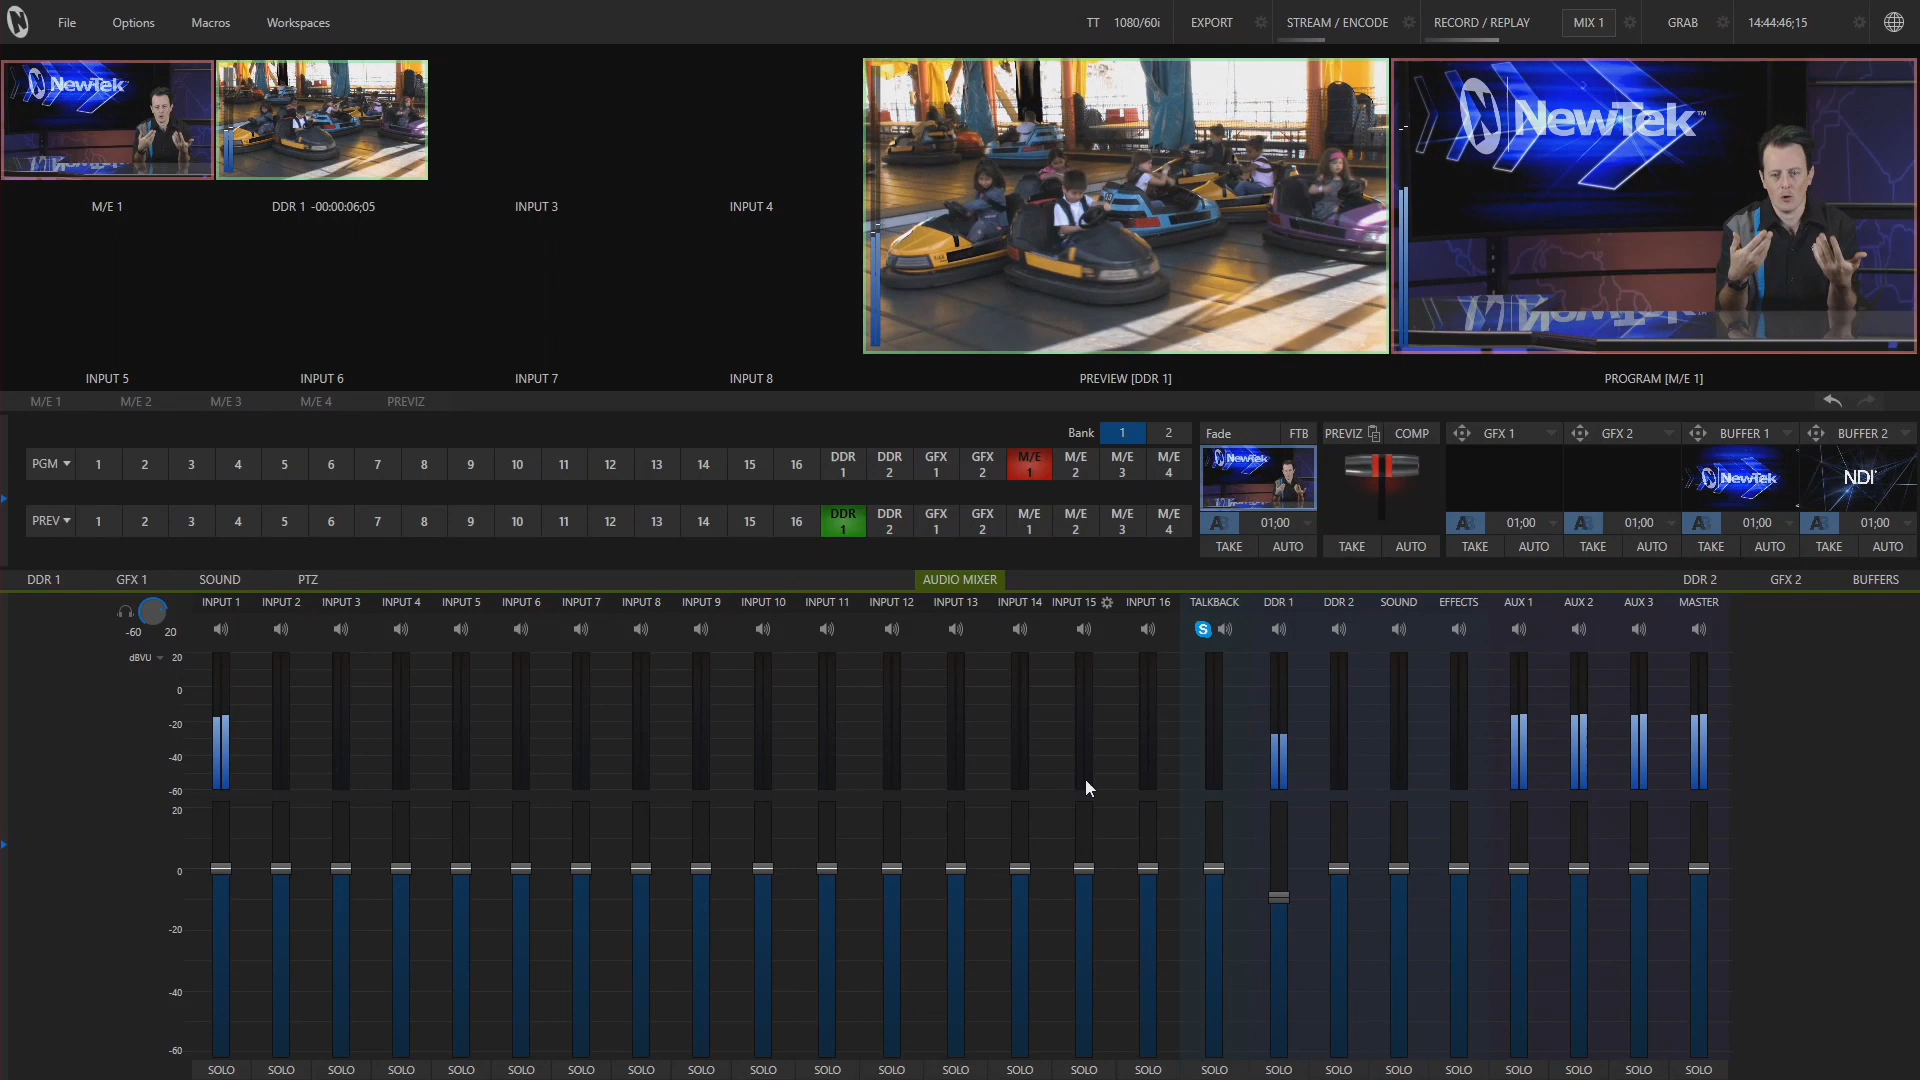 File Options Macros Workspaces TT 1080/60i EXPORT STREAM / ENCODE RECORD / REPLAY MIX 1 GRAB 14:44:46;15
NewTek NewTek™
M/E 1 DDR 1 -00:00:06;05 INPUT 3 INPUT 4
INPUT 5 INPUT 6 INPUT 7 INPUT 8 PREVIEW [DDR 1] PROGRAM [M/E 1]
M/E 1 M/E 2 M/E 3 M/E 4 PREVIZ
Bank 1 2 Fade FTB PREVIZ COMP GFX 1 GFX 2 BUFFER 1 BUFFER 2
PGM 1 2 3 4 5 6 7 8 9 10 11 12 13 14 15 16 DDR 1 DDR 2 GFX 1 GFX 2 M/E 1 M/E 2 M/E 3 M/E 4
NewTek NewTek NDI
PREV 1 2 3 4 5 6 7 8 9 10 11 12 13 14 15 16 DDR 1 DDR 2 GFX 1 GFX 2 M/E 1 M/E 2 M/E 3 M/E 4
AB 01;00 AB 01;00 AB 01;00 AB 01;00 AB 01;00
TAKE AUTO TAKE AUTO TAKE AUTO TAKE AUTO TAKE AUTO TAKE AUTO
DDR 1 GFX 1 SOUND PTZ AUDIO MIXER DDR 2 GFX 2 BUFFERS
INPUT 1 INPUT 2 INPUT 3 INPUT 4 INPUT 5 INPUT 6 INPUT 7 INPUT 8 INPUT 9 INPUT 10 INPUT 11 INPUT 12 INPUT 13 INPUT 14 INPUT 15 INPUT 16 TALKBACK DDR 1 DDR 2 SOUND EFFECTS AUX 1 AUX 2 AUX 3 MASTER
-60 20 S
dBVU 20
0
-20
-40
-60
20
0
-20
-40
-60
SOLO SOLO SOLO SOLO SOLO SOLO SOLO SOLO SOLO SOLO SOLO SOLO SOLO SOLO SOLO SOLO SOLO SOLO SOLO SOLO SOLO SOLO SOLO SOLO SOLO